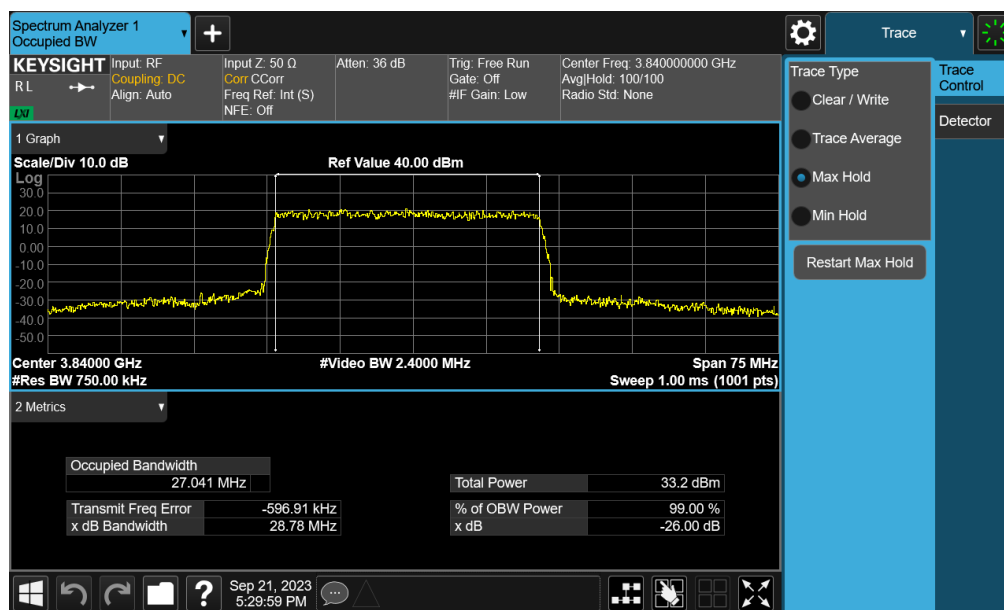 Spectrum Analyzer 1
Occupied BW
Trace
KEYSIGHT
R L
LXI
Input: RF
Coupling: DC
Align: Auto
Input Z: 50 Ω
Corr CCorr
Freq Ref: Int (S)
NFE: Off
Atten: 36 dB
Trig: Free Run
Gate: Off
#IF Gain: Low
Center Freq: 3.840000000 GHz
Avg|Hold: 100/100
Radio Std: None
Trace Type
Clear / Write
Trace Average
Max Hold
Min Hold
Restart Max Hold
Trace
Control
Detector
1 Graph
Scale/Div 10.0 dB
Ref Value 40.00 dBm
Log
30.0
20.0
10.0
0.00
-10.0
-20.0
-30.0
-40.0
-50.0
Center 3.84000 GHz
#Video BW 2.4000 MHz
Span 75 MHz
#Res BW 750.00 kHz
Sweep 1.00 ms (1001 pts)
2 Metrics
Occupied Bandwidth
27.041 MHz
Total Power 33.2 dBm
Transmit Freq Error -596.91 kHz
% of OBW Power 99.00 %
x dB Bandwidth 28.78 MHz
x dB -26.00 dB
Sep 21, 2023
5:29:59 PM